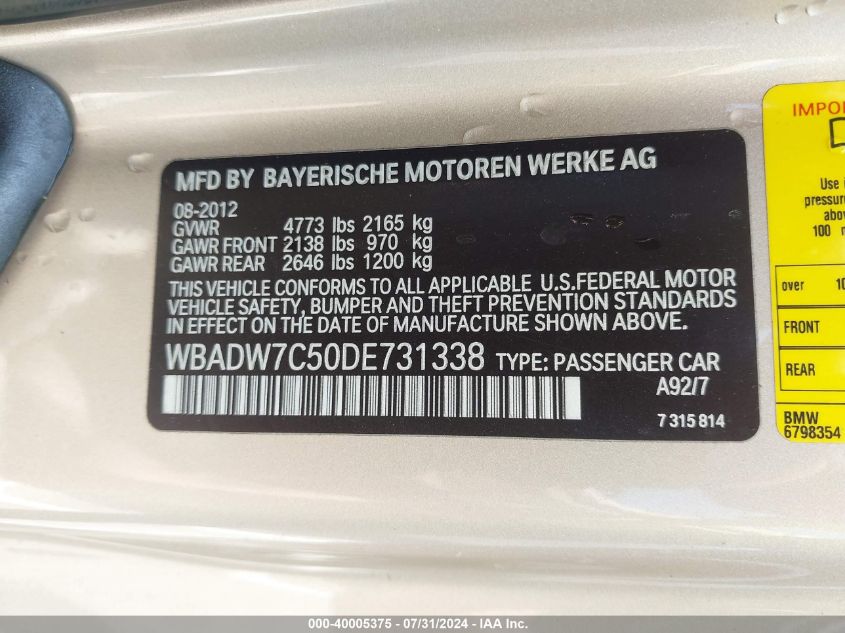 MFD BY BAYERISCHE MOTOREN WERKE AG
08-2012
GVWR 4773 lbs 2165 kg
GAWR FRONT 2138 lbs 970 kg
GAWR REAR 2646 lbs 1200 kg
THIS VEHICLE CONFORMS TO ALL APPLICABLE U.S.FEDERAL MOTOR
VEHICLE SAFETY, BUMPER AND THEFT PREVENTION STANDARDS
IN EFFECT ON THE DATE OF MANUFACTURE SHOWN ABOVE.
WBADW7C50DE731338 TYPE: PASSENGER CAR
A92/7
7 315 814
IMPOR
Use
pressure
abov
100
over 10
FRONT
REAR
BMW
6798354
000-40005375 - 07/31/2024 - IAA Inc.